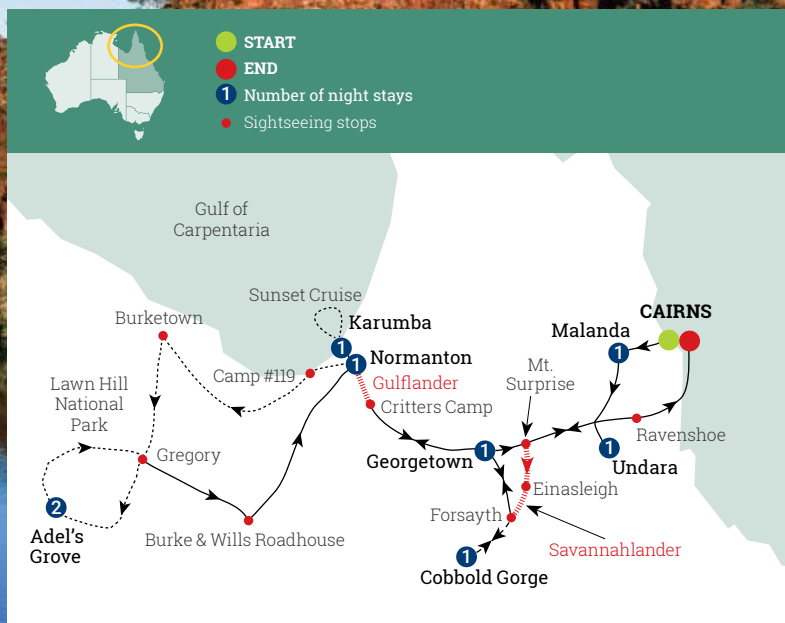 START
END
1 Number of night stays
Sightseeing stops
Gulf of
Carpentaria
Sunset Cruise
Karumba
1
Burketown
CAIRNS
Malanda
1
Normanton
1
Camp #119
Gulflander
Mt.
Surprise
Lawn Hill
National
Park
Critters Camp
Ravenshoe
Gregory
Georgetown
1
1
Undara
Einasleigh
2
Adel's
Grove
Forsayth
Burke & Wills Roadhouse
Savannahlander
1
Cobbold Gorge